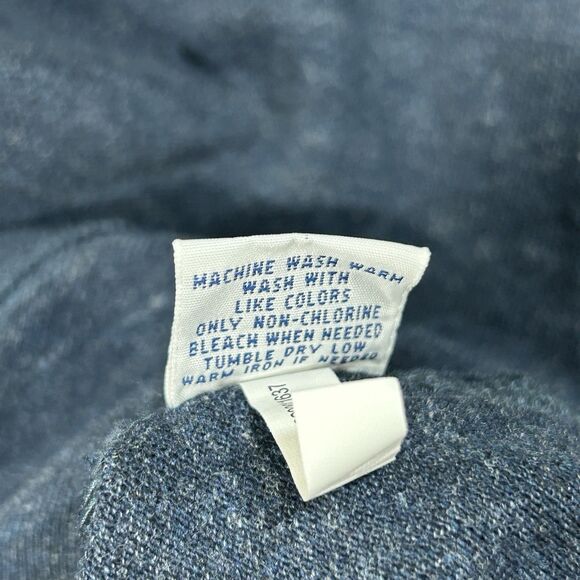 MACHINE WASH WARM
WASH WITH
LIKE COLORS
ONLY NON-CHLORINE
BLEACH WHEN NEEDED
TUMBLE DRY LOW
WARM IRON IF NEEDED